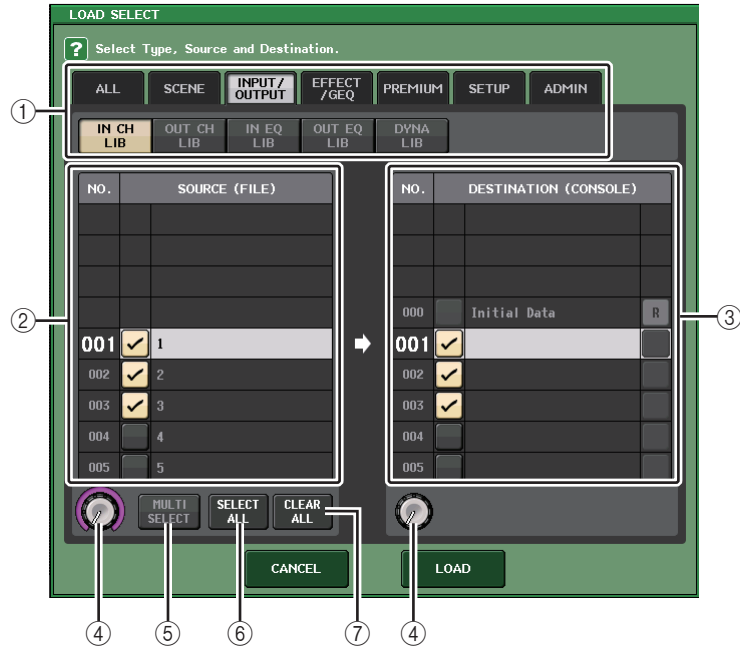 LOAD SELECT
? Select Type, Source and Destination.
ALL SCENE INPUT/ OUTPUT EFFECT /GEQ PREMIUM SETUP ADMIN
①
IN CH LIB OUT CH LIB IN EQ LIB OUT EQ LIB DYNA LIB
NO. SOURCE (FILE) NO. DESTINATION (CONSOLE)
② 000 Initial Data R ③
001 1 001
002 2 002
003 3 003
004 4 004
005 5 005
MULTI SELECT SELECT ALL CLEAR ALL
CANCEL LOAD
④ ⑤ ⑥ ⑦ ④